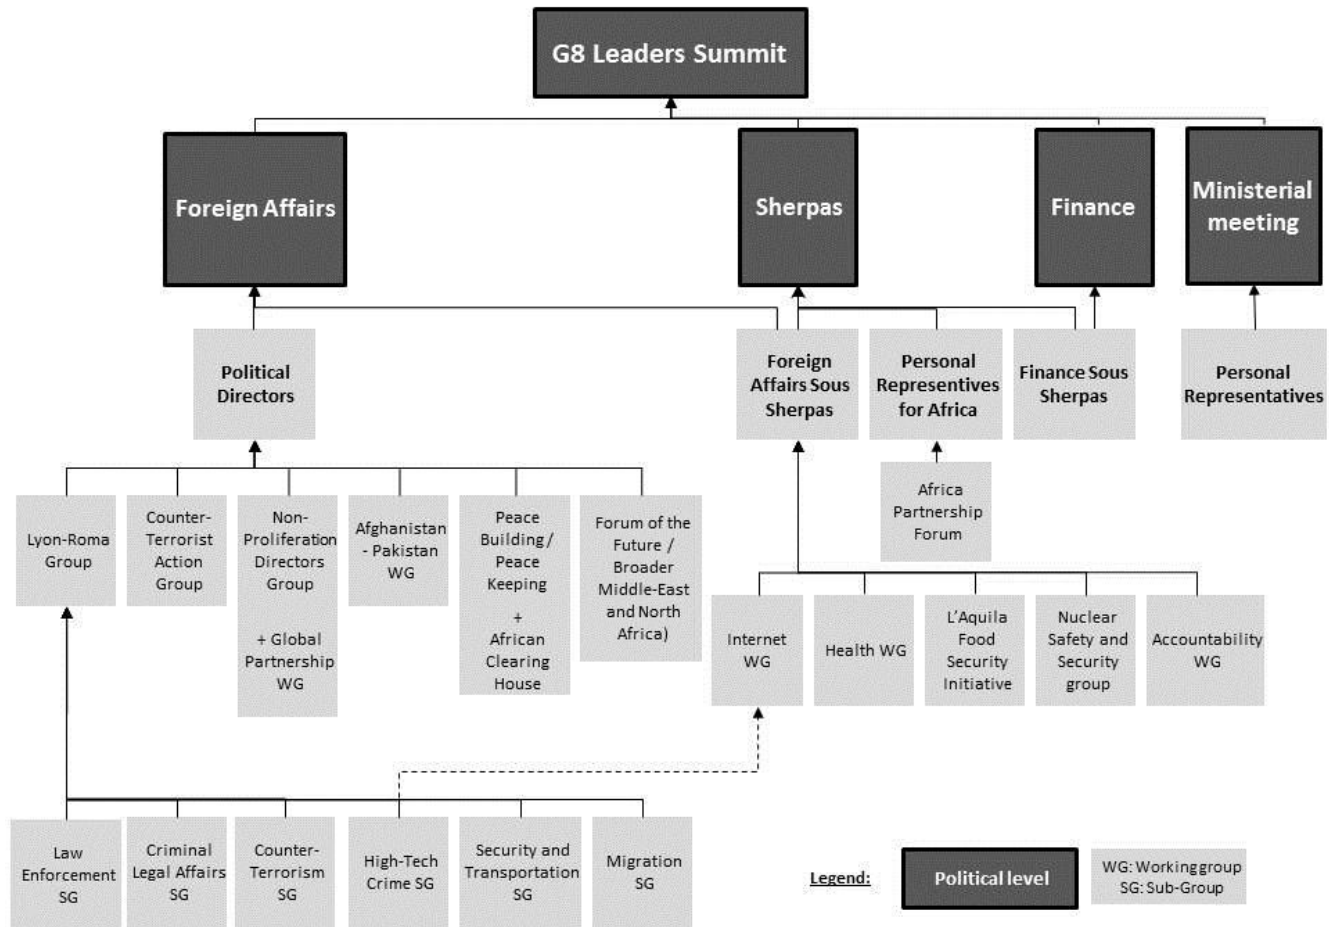 G8 Leaders Summit
Foreign Affairs
Sherpas
Finance
Ministerial
meeting
Political
Directors
Foreign
Affairs Sous
Sherpas
Personal
Representives
for Africa
Finance Sous
Sherpas
Personal
Representatives
Lyon-Roma
Group
Counter-
Terrorist
Action
Group
Non-
Proliferation
Directors
Group
+ Global
Partnership
WG
Afghanistan
- Pakistan
WG
Peace
Building /
Peace
Keeping
+
African
Clearing
House
Forum of the
Future /
Broader
Middle-East
and North
Africa)
Africa
Partnership
Forum
Internet
WG
Health WG
L'Aquila
Food
Security
Initiative
Nuclear
Safety and
Security
group
Accountability
WG
Law
Enforcement
SG
Criminal
Legal Affairs
SG
Counter-
Terrorism
SG
High-Tech
Crime SG
Security and
Transportation
SG
Migration
SG
Legend:
Political level
WG: Working group
SG: Sub-Group